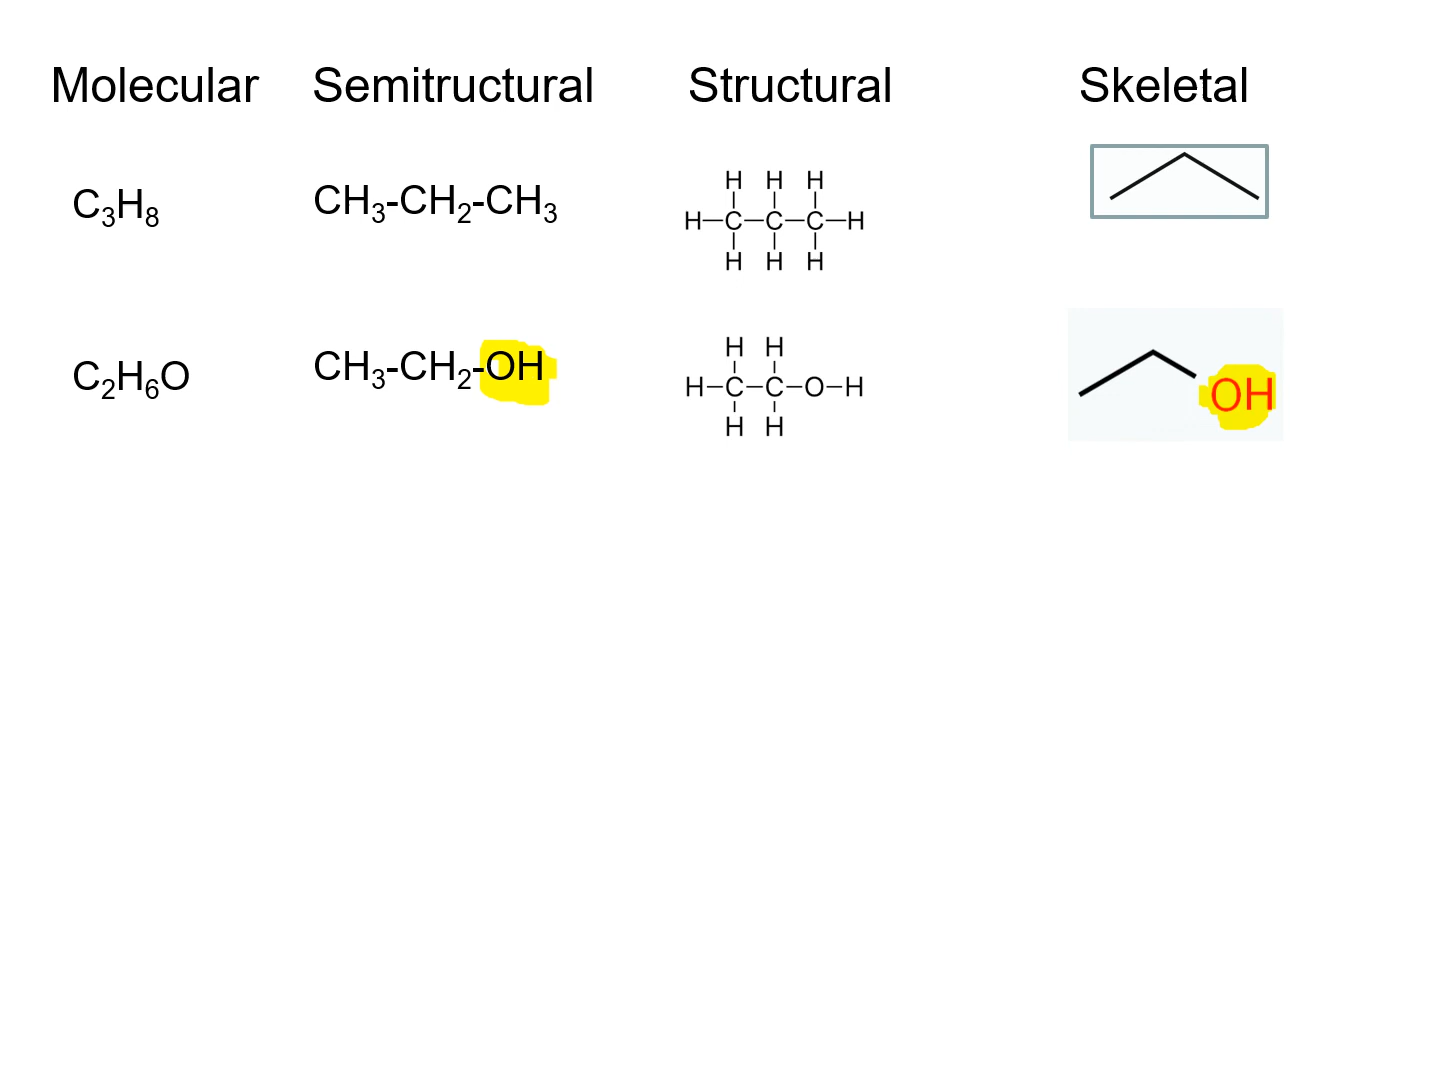 Molecular Semitructural Structural Skeletal
C₃H₈ CH₃-CH₂-CH₃
H H H
H–C–C–C–H
H H H
C₂H₆O CH₃-CH₂-OH
H H
H–C–C–O–H
H H
OH